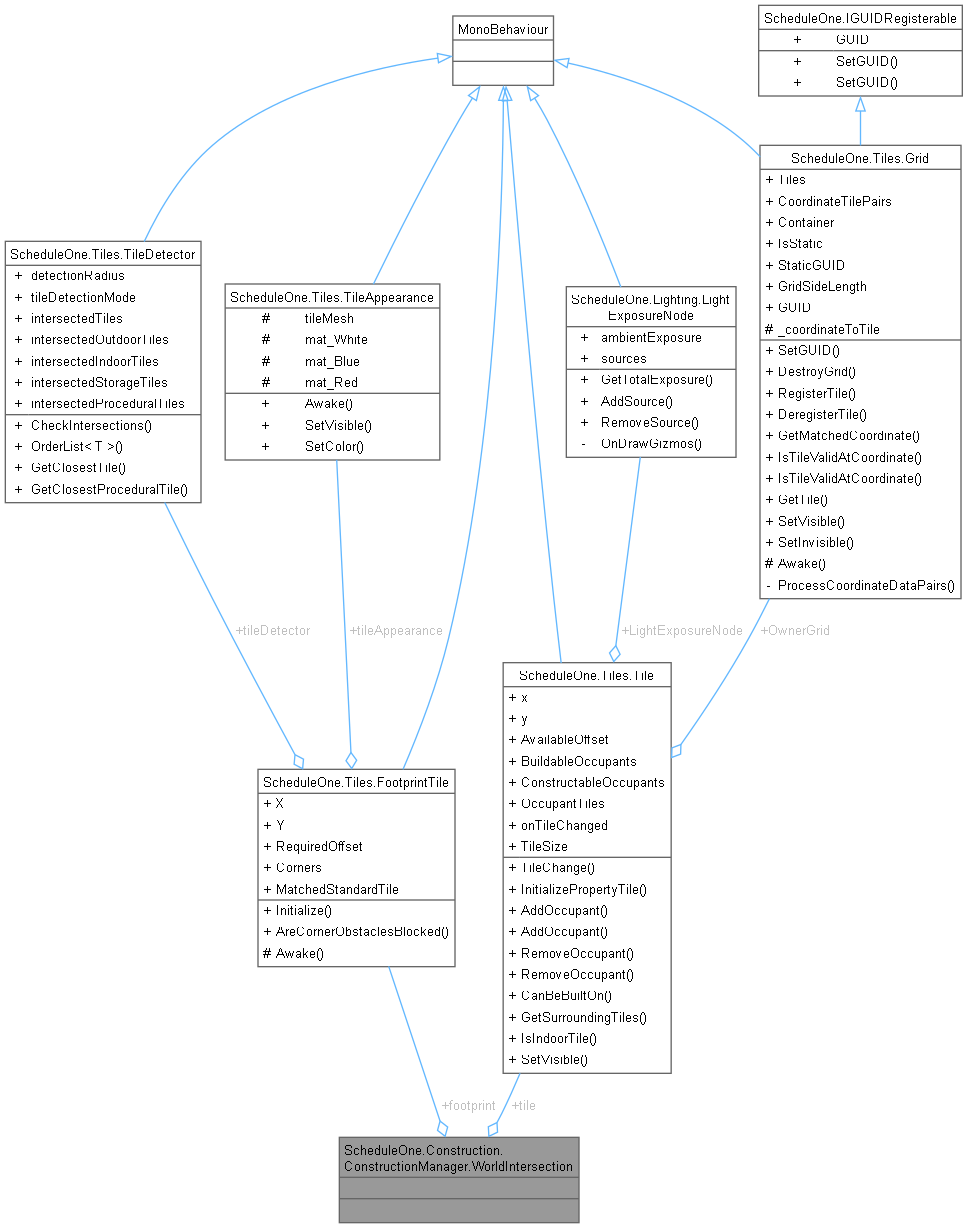 MonoBehaviour
ScheduleOne.IGUIDRegisterable
+ GUID
+ SetGUID()
+ SetGUID()
ScheduleOne.Tiles.Grid
+ Tiles
+ CoordinateTilePairs
+ Container
+ IsStatic
+ StaticGUID
+ GridSideLength
+ GUID
# _coordinateToTile
+ SetGUID()
+ DestroyGrid()
+ RegisterTile()
+ DeregisterTile()
+ GetMatchedCoordinate()
+ IsTileValidAtCoordinate()
+ IsTileValidAtCoordinate()
+ GetTile()
+ SetVisible()
+ SetInvisible()
# Awake()
- ProcessCoordinateDataPairs()
ScheduleOne.Tiles.TileDetector
+ detectionRadius
+ tileDetectionMode
+ intersectedTiles
+ intersectedOutdoorTiles
+ intersectedIndoorTiles
+ intersectedStorageTiles
+ intersectedProceduralTiles
+ CheckIntersections()
+ OrderList< T >()
+ GetClosestTile()
+ GetClosestProceduralTile()
ScheduleOne.Tiles.TileAppearance
# tileMesh
# mat_White
# mat_Blue
# mat_Red
+ Awake()
+ SetVisible()
+ SetColor()
ScheduleOne.Lighting.Light
ExposureNode
+ ambientExposure
+ sources
+ GetTotalExposure()
+ AddSource()
+ RemoveSource()
- OnDrawGizmos()
+tileDetector
+tileAppearance
+LightExposureNode
+OwnerGrid
ScheduleOne.Tiles.FootprintTile
+ X
+ Y
+ RequiredOffset
+ Corners
+ MatchedStandardTile
+ Initialize()
+ AreCornerObstaclesBlocked()
# Awake()
ScheduleOne.Tiles.Tile
+ x
+ y
+ AvailableOffset
+ BuildableOccupants
+ ConstructableOccupants
+ OccupantTiles
+ onTileChanged
+ TileSize
+ TileChange()
+ InitializePropertyTile()
+ AddOccupant()
+ AddOccupant()
+ RemoveOccupant()
+ RemoveOccupant()
+ CanBeBuiltOn()
+ GetSurroundingTiles()
+ IsIndoorTile()
+ SetVisible()
+footprint
+tile
ScheduleOne.Construction.
ConstructionManager.WorldIntersection